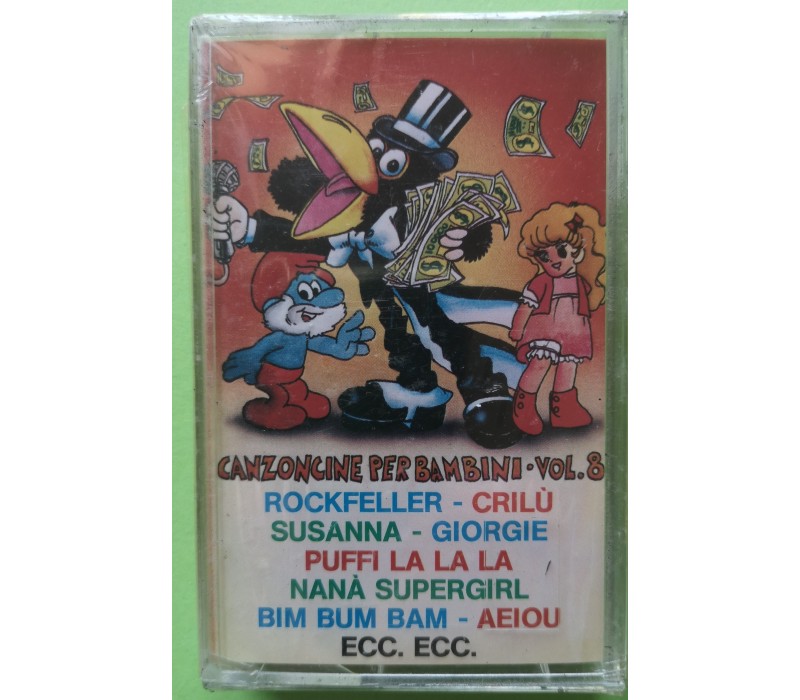 CANZONCINE PER BAMBINI · VOL. 8
ROCKFELLER - CRILÙ
SUSANNA - GIORGIE
PUFFI LA LA LA
NANÀ SUPERGIRL
BIM BUM BAM - AEIOU
ECC. ECC.